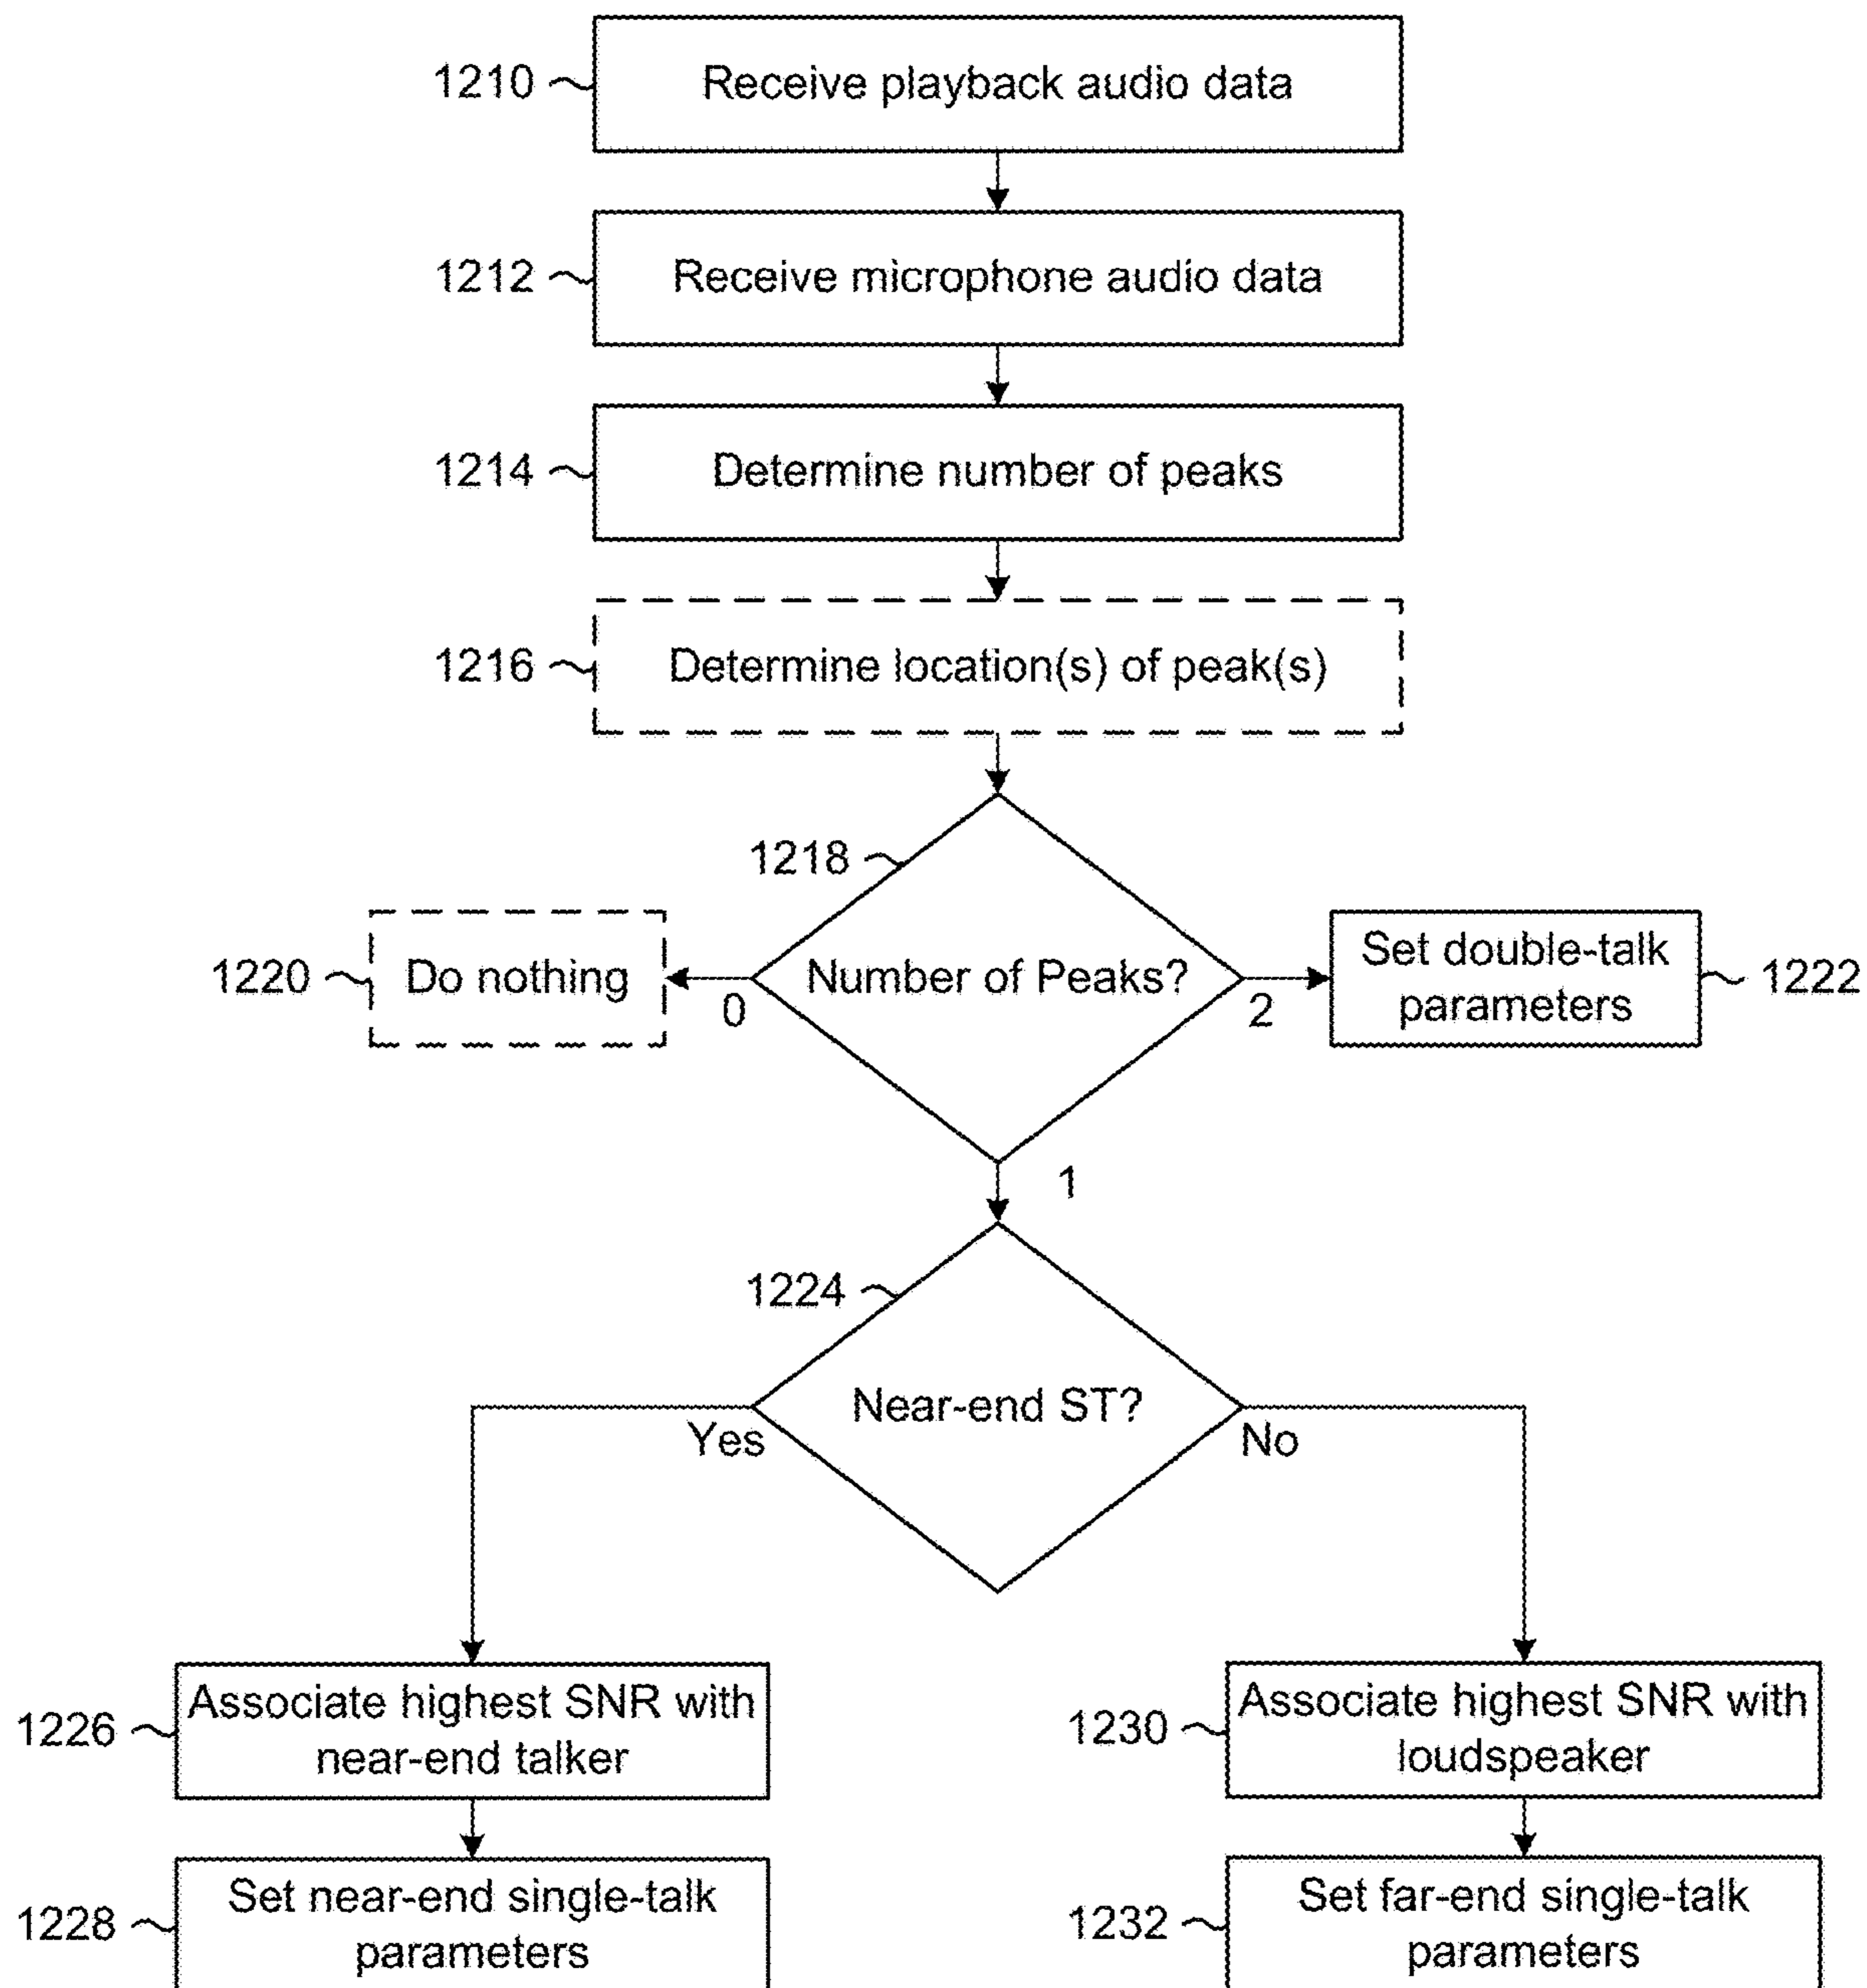 1210
Receive playback audio data
1212
Receive microphone audio data
1214
Determine number of peaks
1216
Determine location(s) of peak(s)
1218
1220
Do nothing
0
Number of Peaks?
2
Set double-talk
parameters
1222
1
1224
Near-end ST?
Yes
No
1226
Associate highest SNR with
near-end talker
1230
Associate highest SNR with
loudspeaker
1228
Set near-end single-talk
parameters
1232
Set far-end single-talk
parameters